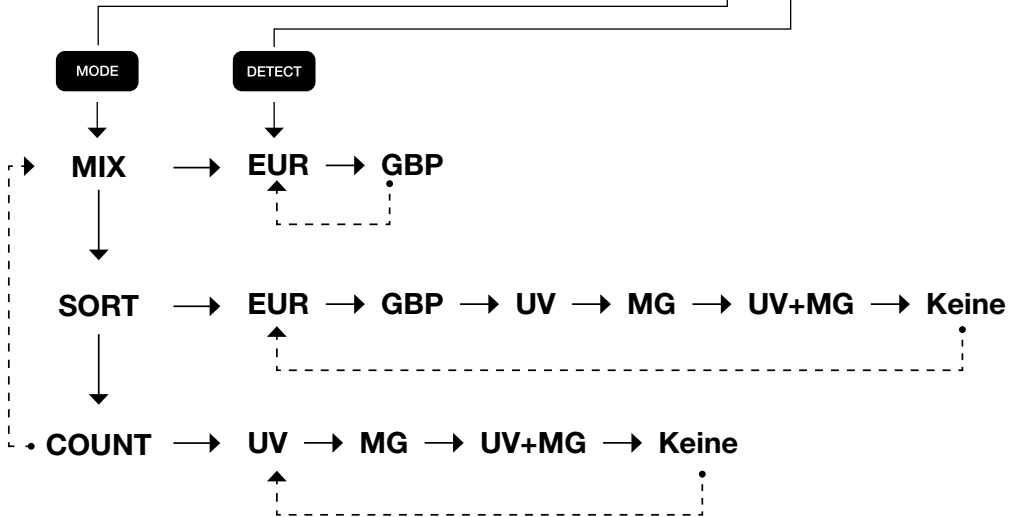 MODE DETECT
MIX EUR GBP
SORT EUR GBP UV MG UV+MG Keine
COUNT UV MG UV+MG Keine